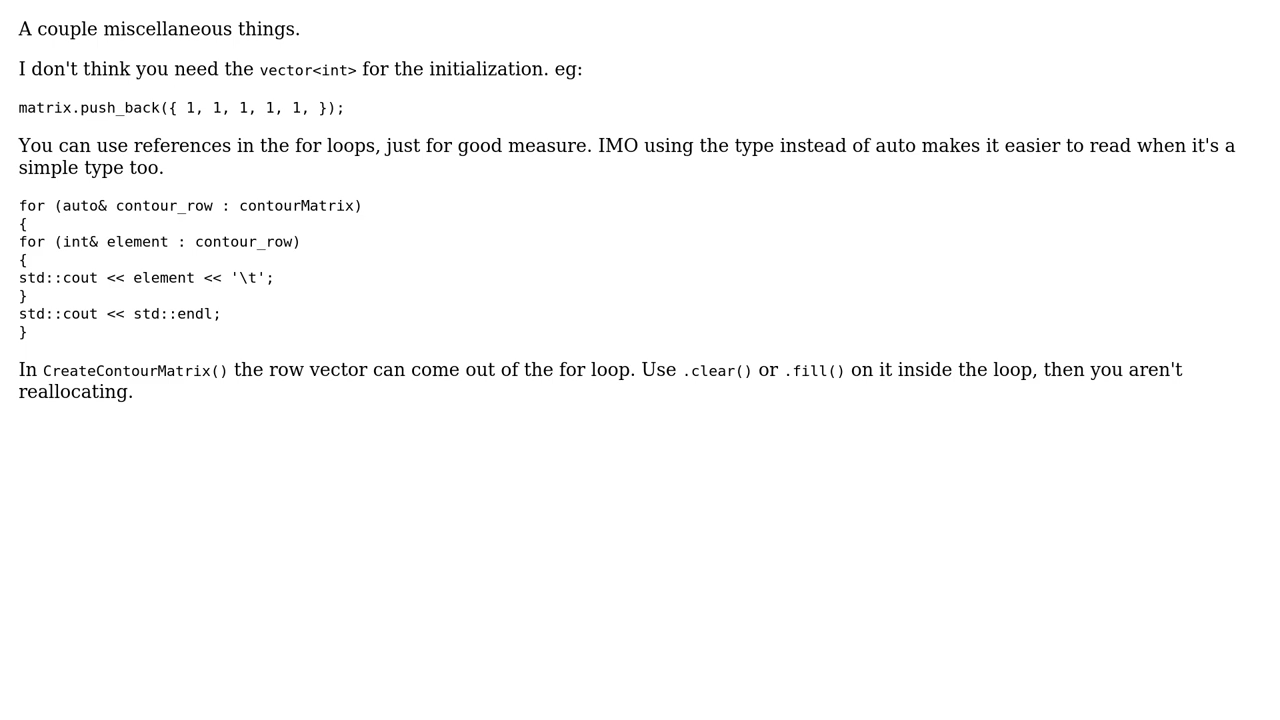 A couple miscellaneous things.
I don't think you need the vector<int> for the initialization. eg:
matrix.push_back({ 1, 1, 1, 1, 1, });
You can use references in the for loops, just for good measure. IMO using the type instead of auto makes it easier to read when it's a
simple type too.
for (auto& contour_row : contourMatrix)
{
for (int& element : contour_row)
{
std::cout << element << '\t';
}
std::cout << std::endl;
}
In CreateContourMatrix() the row vector can come out of the for loop. Use .clear() or .fill() on it inside the loop, then you aren't
reallocating.